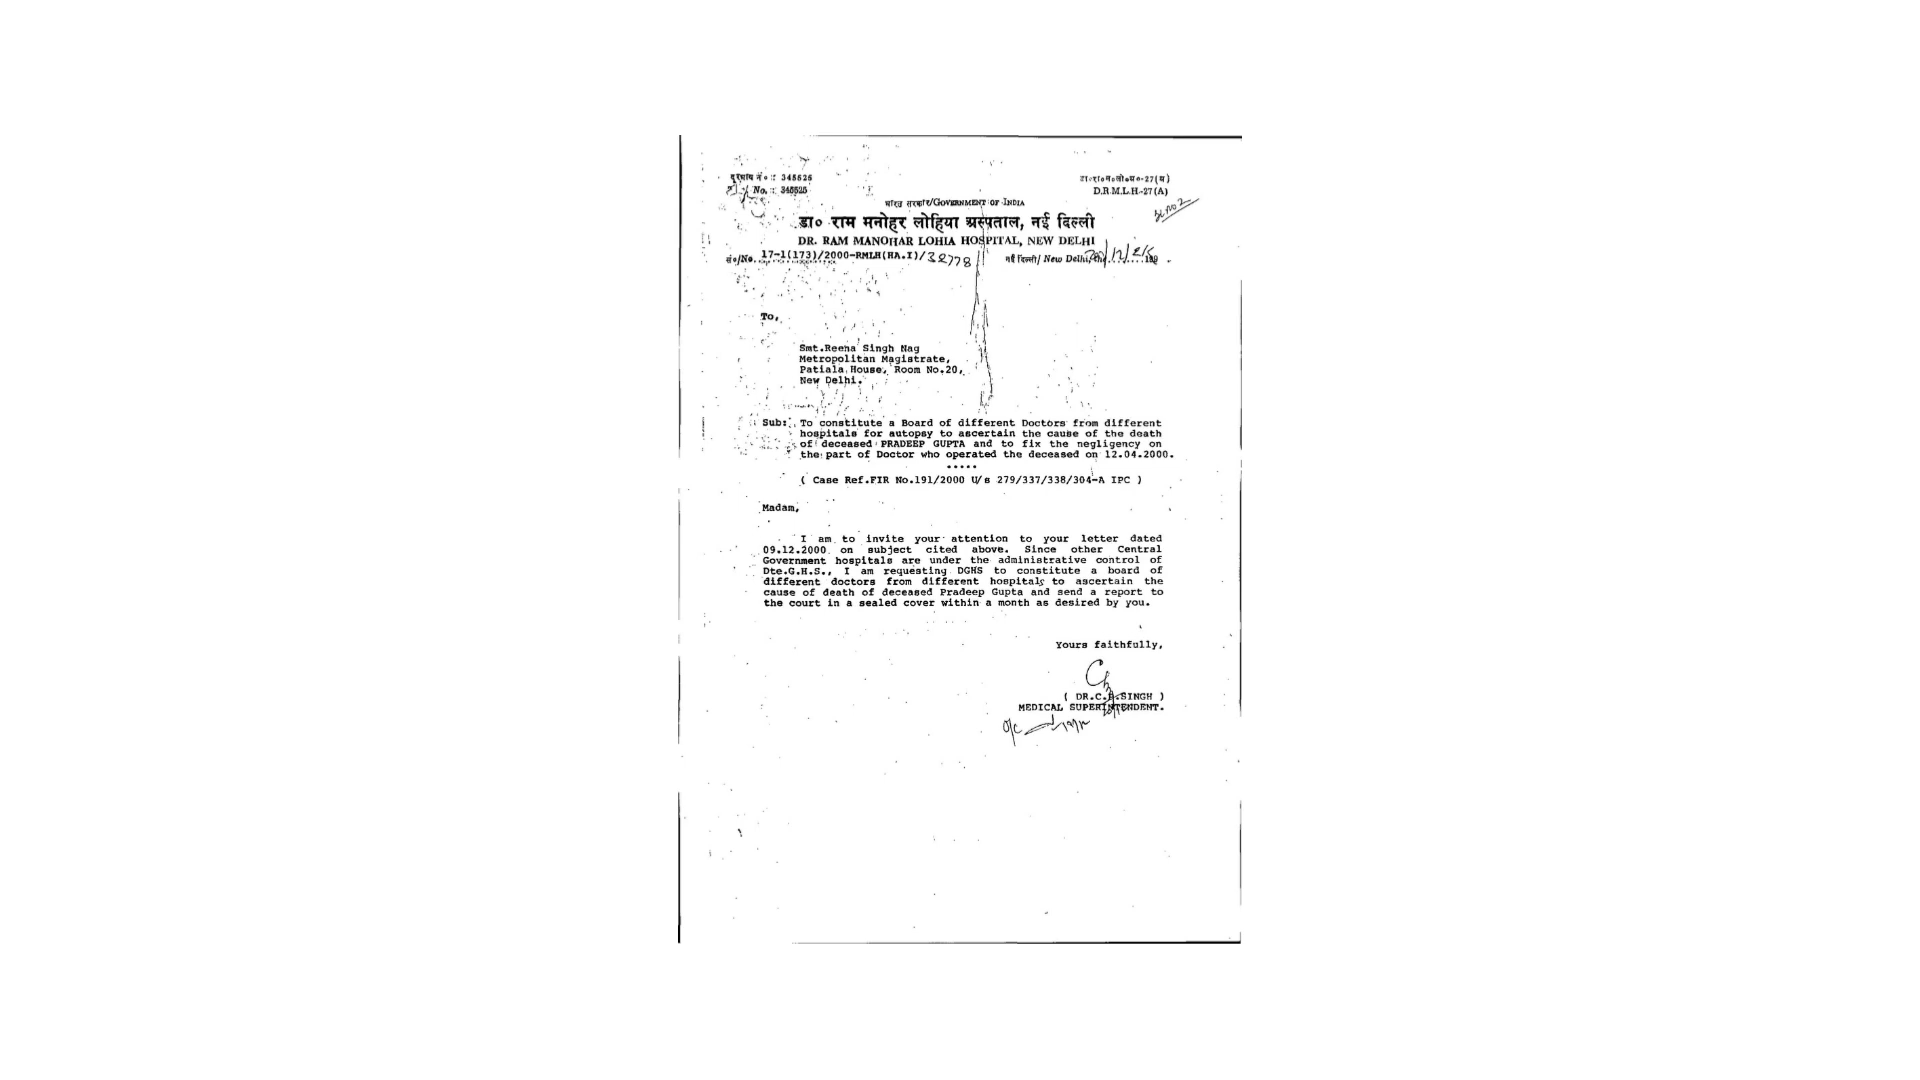 दूरभाष नं० : 345525
No. : 345525
डा०रा०म०लो०अ०-27(ए)
D.R.M.L.H-27(A)
भारत सरकार/GOVERNMENT OF INDIA
डा० राम मनोहर लोहिया अस्पताल, नई दिल्ली
DR. RAM MANOHAR LOHIA HOSPITAL, NEW DELHI
सं०/No. 17-1(173)/2000-RMLH(HA.I)/32778
नई दिल्ली/ New Delhi, the
To,
Smt.Reena Singh Nag
Metropolitan Magistrate,
Patiala House, Room No.20,
New Delhi.
Sub: To constitute a Board of different Doctors from different
hospitals for autopsy to ascertain the cause of the death
of deceased PRADEEP GUPTA and to fix the negligency on
the part of Doctor who operated the deceased on 12.04.2000.
.....
( Case Ref.FIR No.191/2000 U/s 279/337/338/304-A IPC )
Madam,
I am to invite your attention to your letter dated
09.12.2000 on subject cited above. Since other Central
Government hospitals are under the administrative control of
Dte.G.H.S., I am requesting DGHS to constitute a board of
different doctors from different hospitals to ascertain the
cause of death of deceased Pradeep Gupta and send a report to
the court in a sealed cover within a month as desired by you.
Yours faithfully,
( DR.C.P.SINGH )
MEDICAL SUPERINTENDENT.
O/C